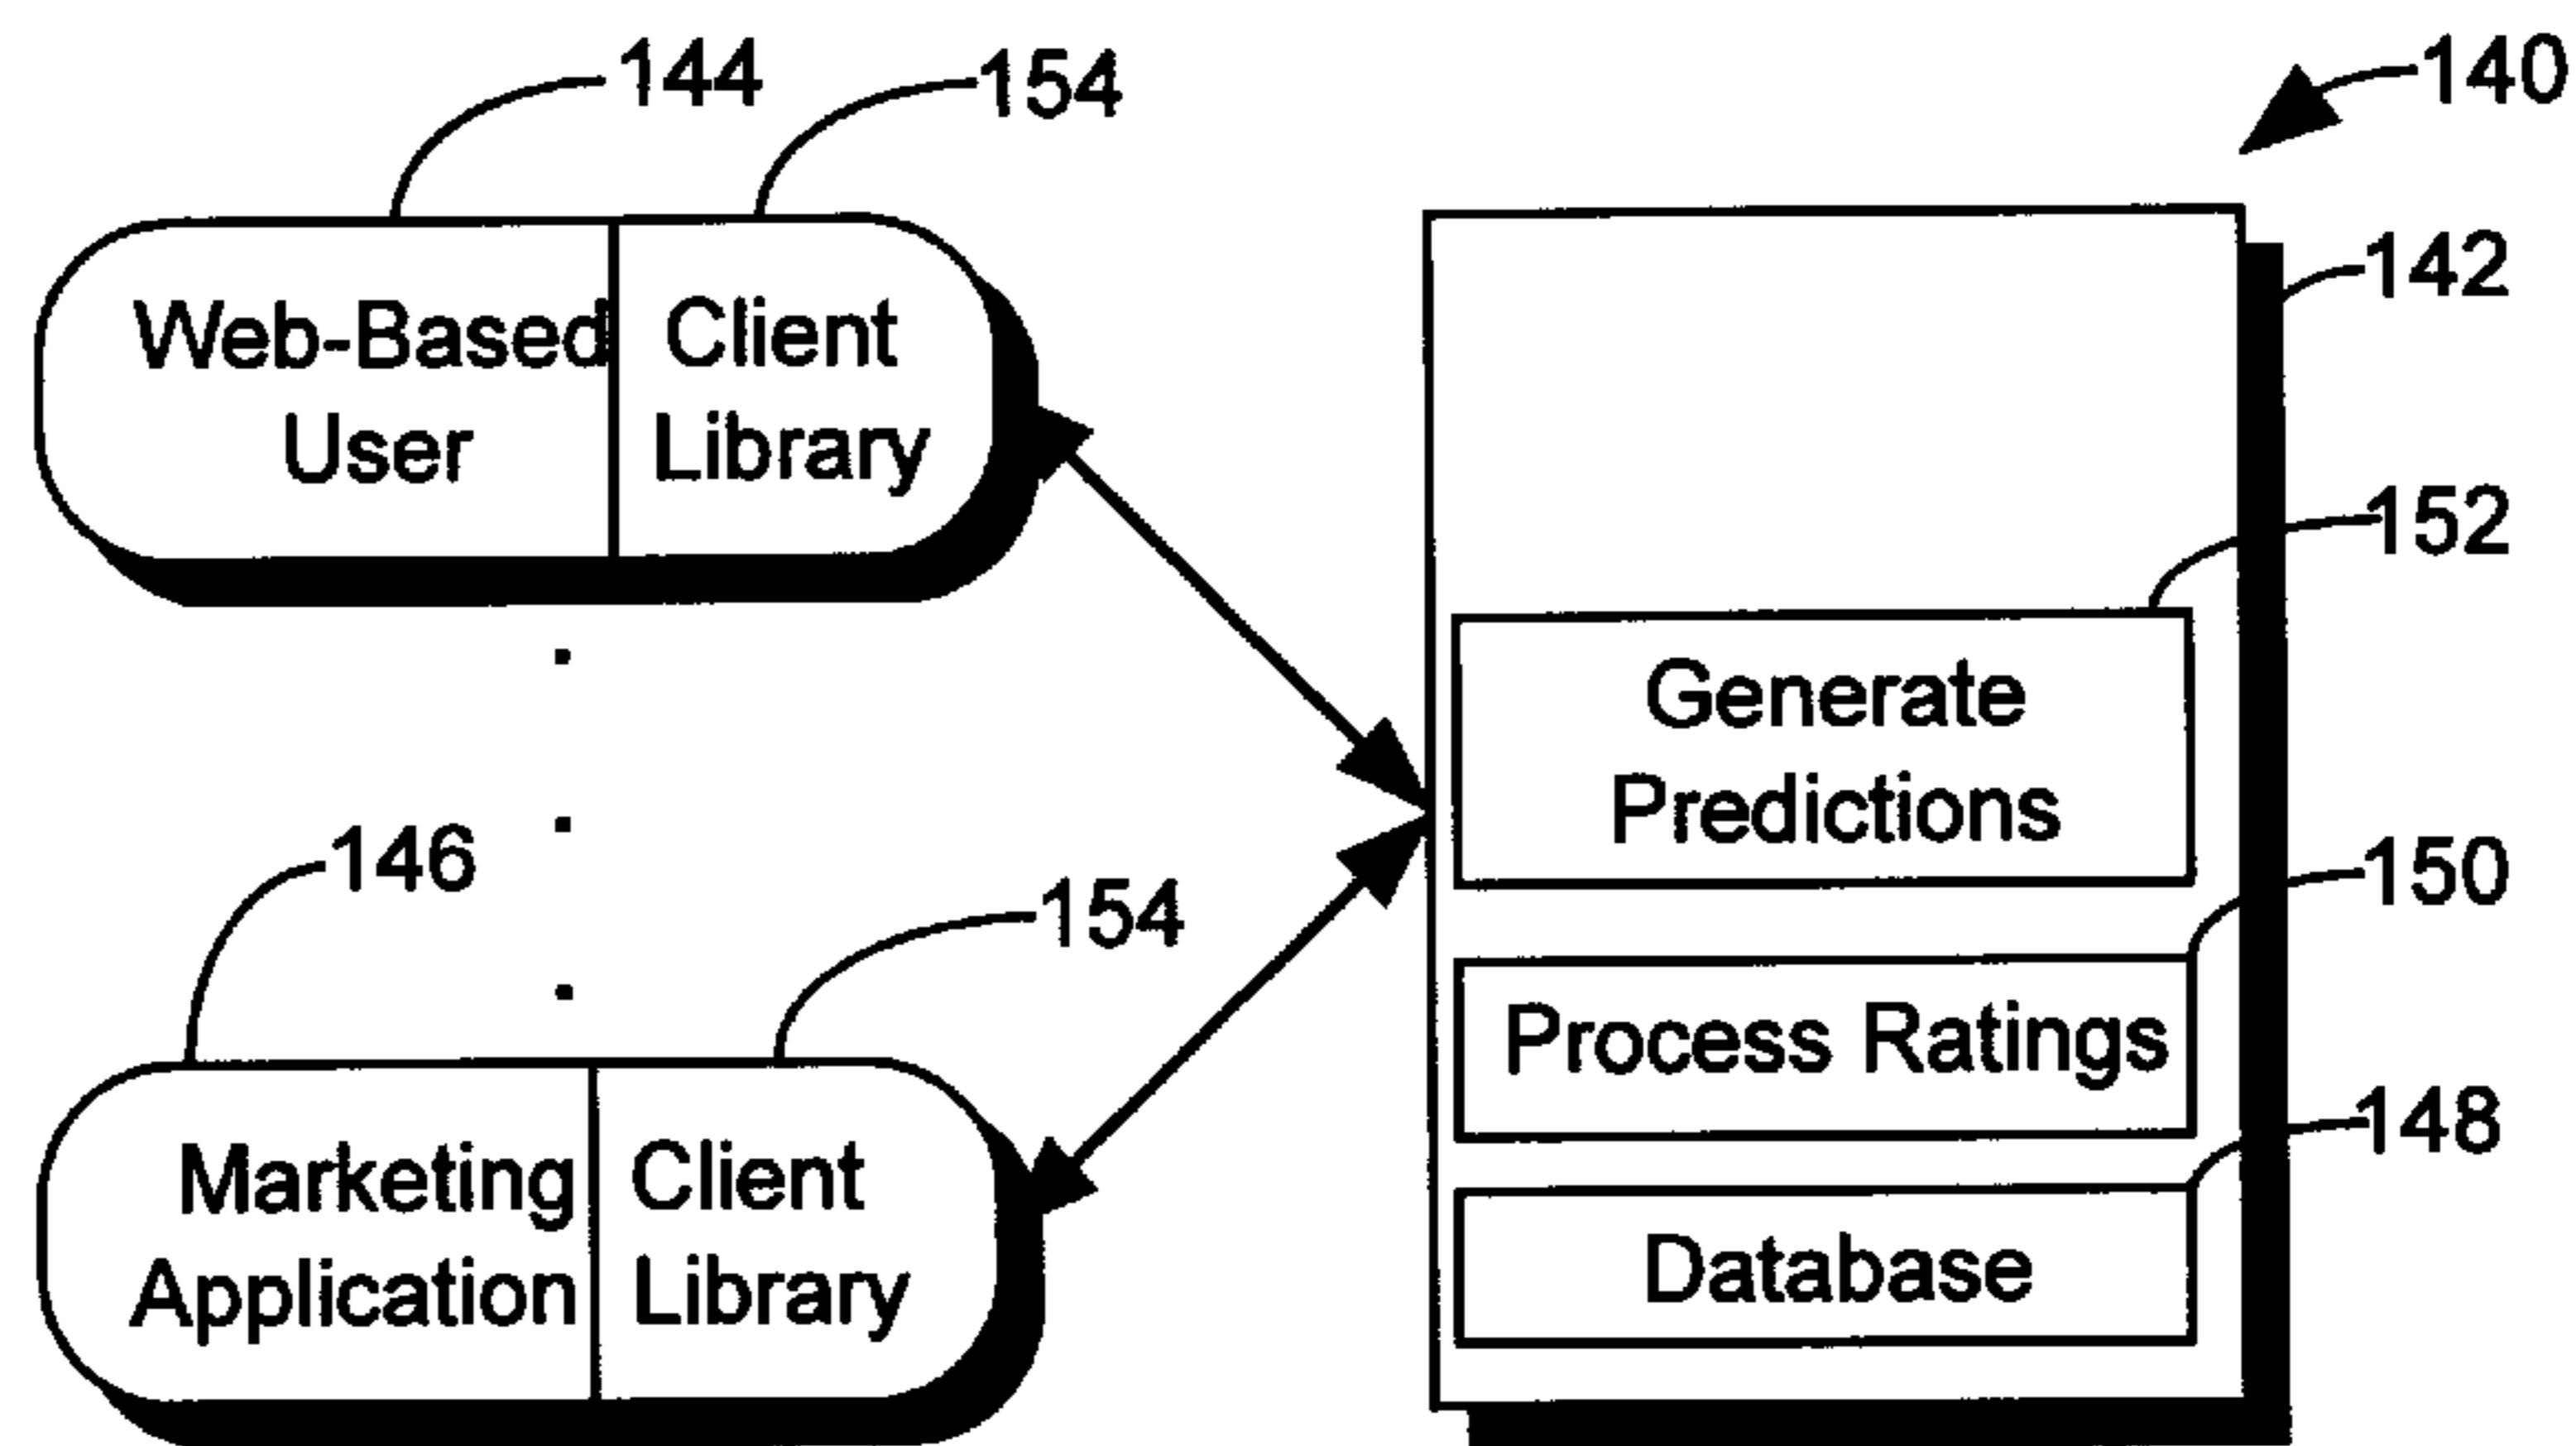 144
154
140
Web-Based
User
Client
Library
142
152
Generate
Predictions
146
154
150
Process Ratings
148
Marketing
Application
Client
Library
Database